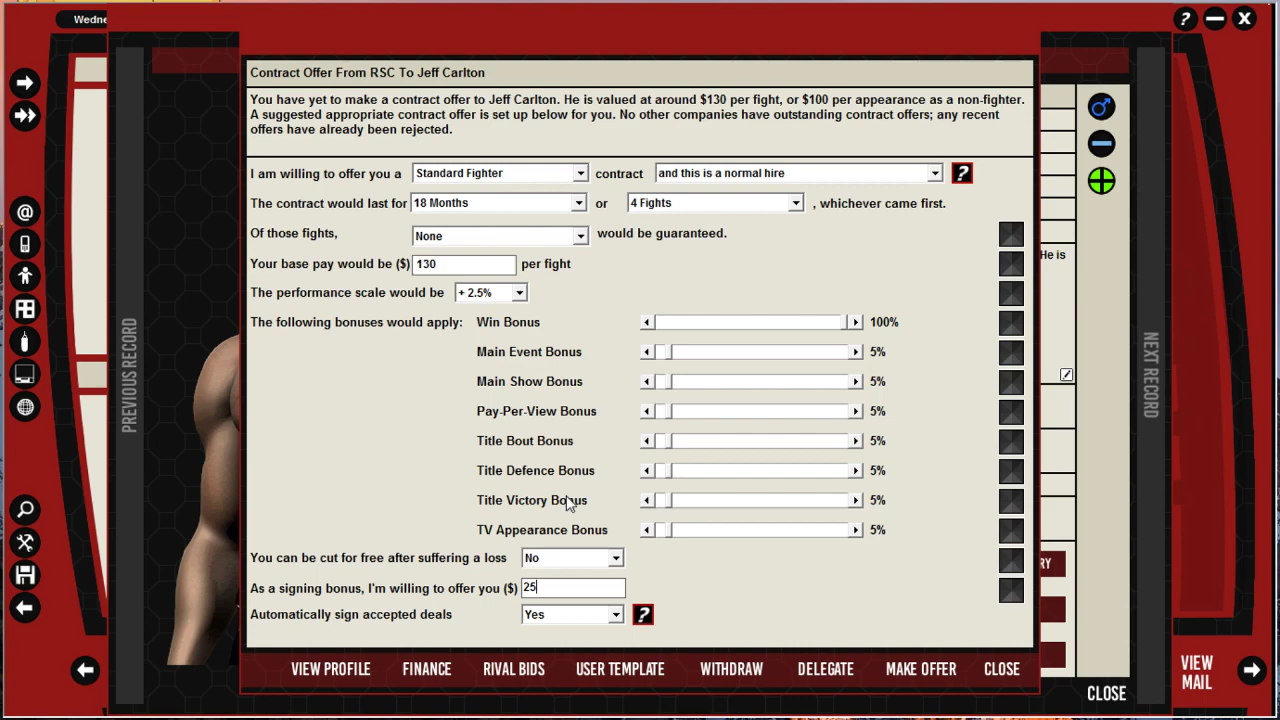 Wedne
Contract Offer From RSC To Jeff Carlton
You have yet to make a contract offer to Jeff Carlton. He is valued at around $130 per fight, or $100 per appearance as a non-fighter.
A suggested appropriate contract offer is set up below for you. No other companies have outstanding contract offers; any recent
offers have already been rejected.
I am willing to offer you a Standard Fighter contract and this is a normal hire ?
The contract would last for 18 Months or 4 Fights , whichever came first.
Of those fights, None would be guaranteed.
Your base pay would be ($) 130 per fight
He is
The performance scale would be + 2.5%
The following bonuses would apply: Win Bonus 100%
Main Event Bonus 5%
Main Show Bonus 5%
Pay-Per-View Bonus 5%
Title Bout Bonus 5%
Title Defence Bonus 5%
Title Victory Bonus 5%
TV Appearance Bonus 5%
You can be cut for free after suffering a loss No
RY
As a signing bonus, I'm willing to offer you ($) 25
Automatically sign accepted deals Yes ?
VIEW PROFILE FINANCE RIVAL BIDS USER TEMPLATE WITHDRAW DELEGATE MAKE OFFER CLOSE
PREVIOUS RECORD
NEXT RECORD
CLOSE
VIEW
MAIL